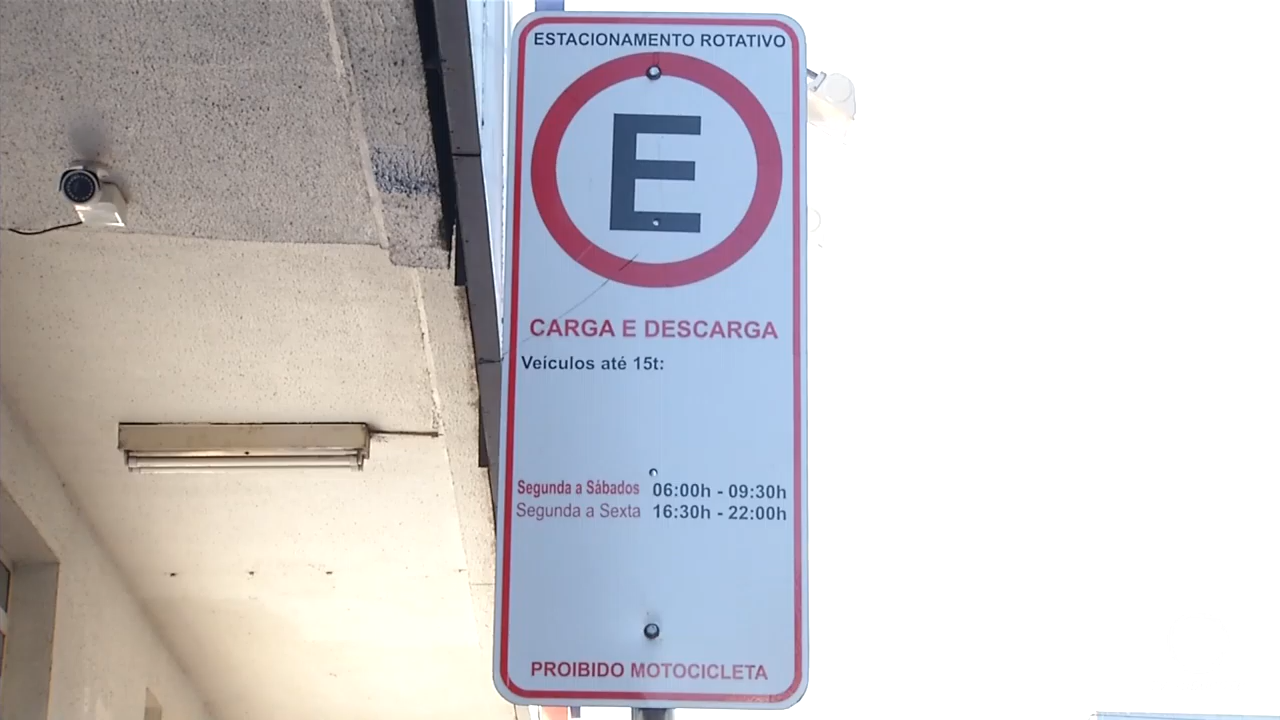 ESTACIONAMENTO ROTATIVO
E
CARGA E DESCARGA
Veículos até 15t:
Segunda a Sábados 06:00h - 09:30h
Segunda a Sexta 16:30h - 22:00h
PROIBIDO MOTOCICLETA